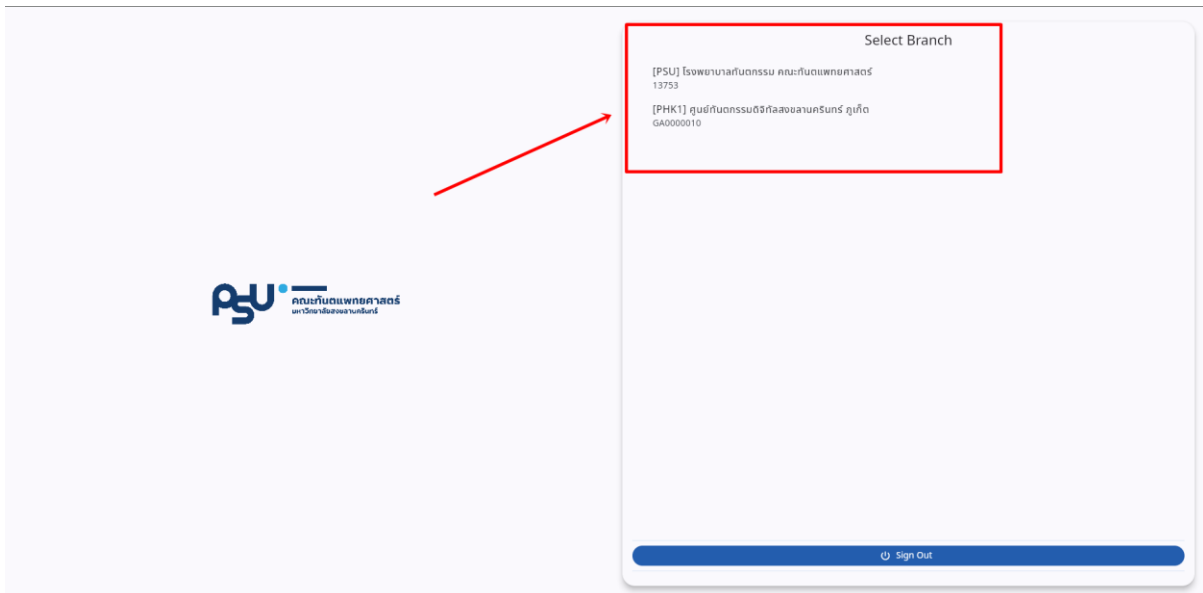 Select Branch
[PSU] โรงพยาบาลทันตกรรม คณะทันตแพทยศาสตร์
13753
[PHK1] ศูนย์ทันตกรรมดิจิทัลสงขลานครินทร์ ภูเก็ต
GA0000010
PSU
คณะทันตแพทยศาสตร์
มหาวิทยาลัยสงขลานครินทร์
Sign Out